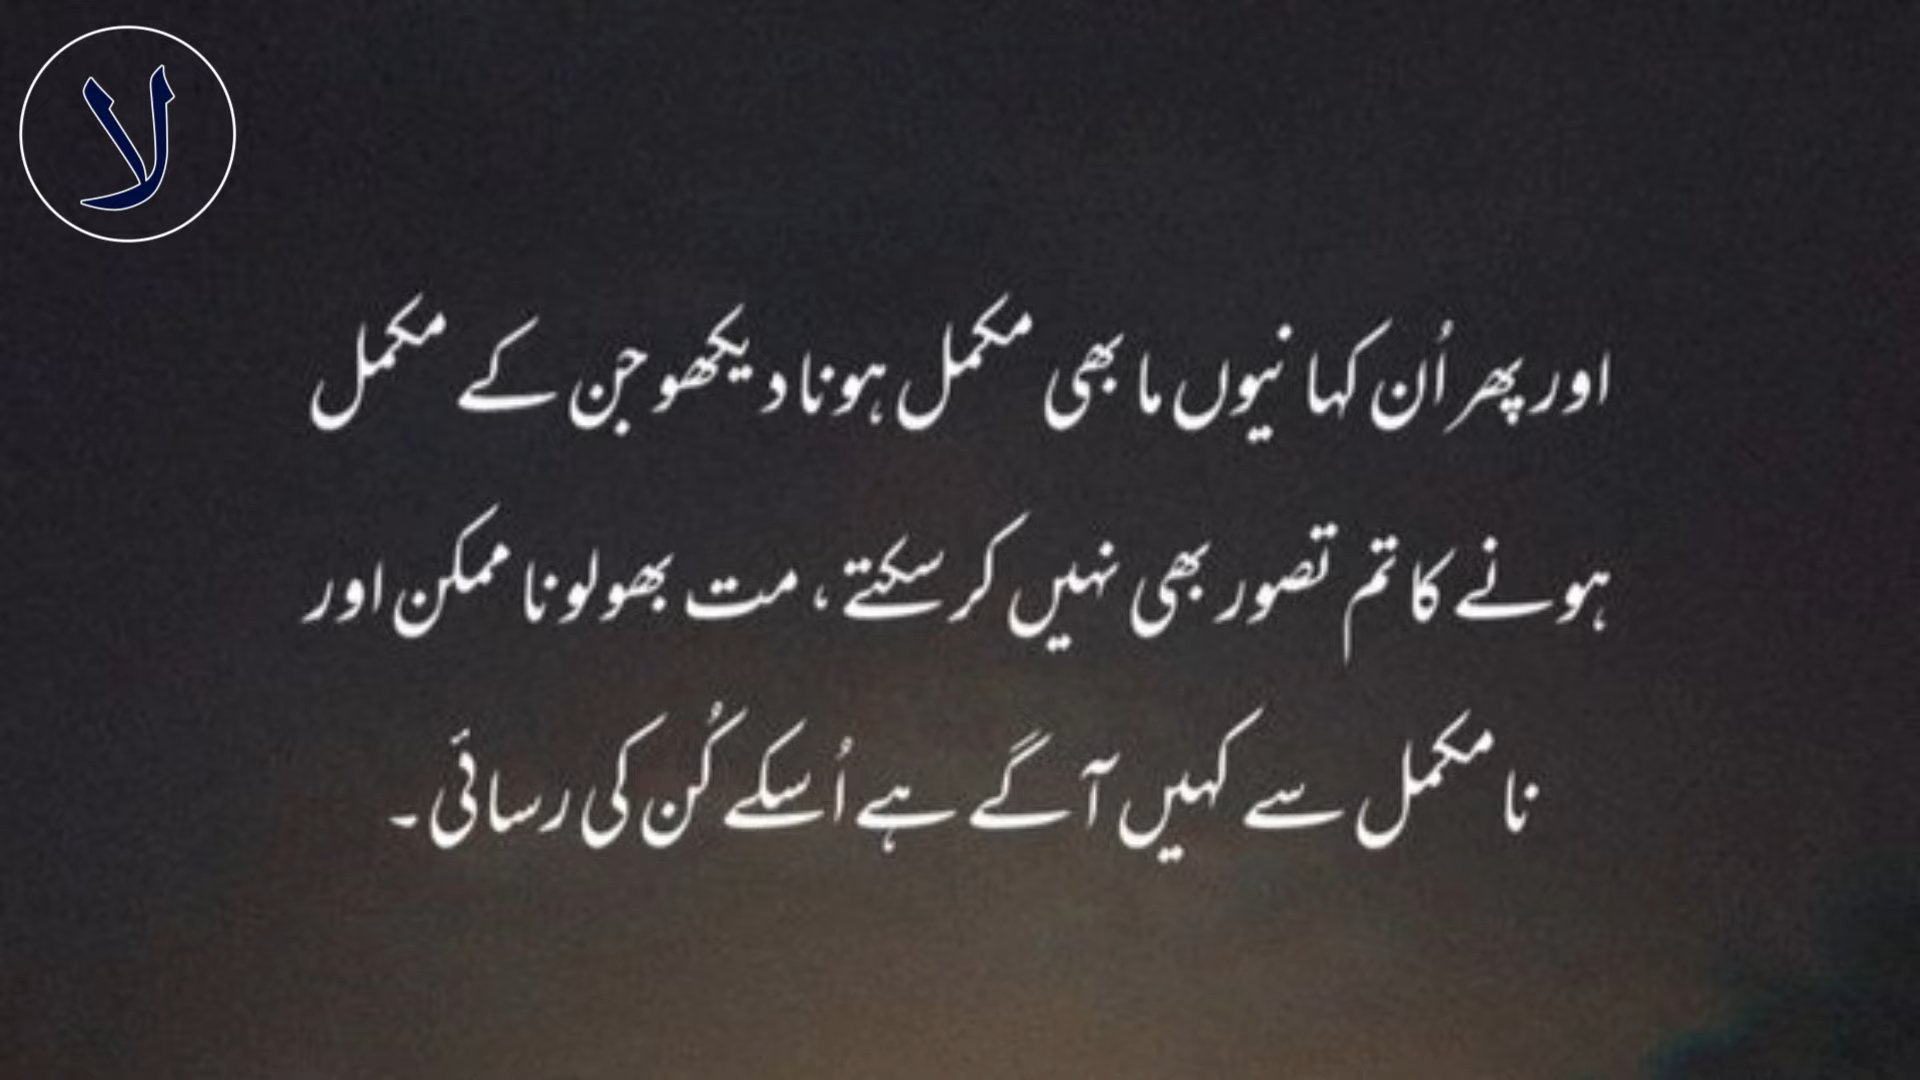 لا
اور پھر اُن کہانیوں ما بھی مکمل ہونا دیکھو جن کے مکمل
ہونے کا تم تصور بھی نہیں کر سکتے، مت بھولو نا ممکن اور
نا مکمل سے کہیں آگے ہے اُسکے کُن کی رسائی۔